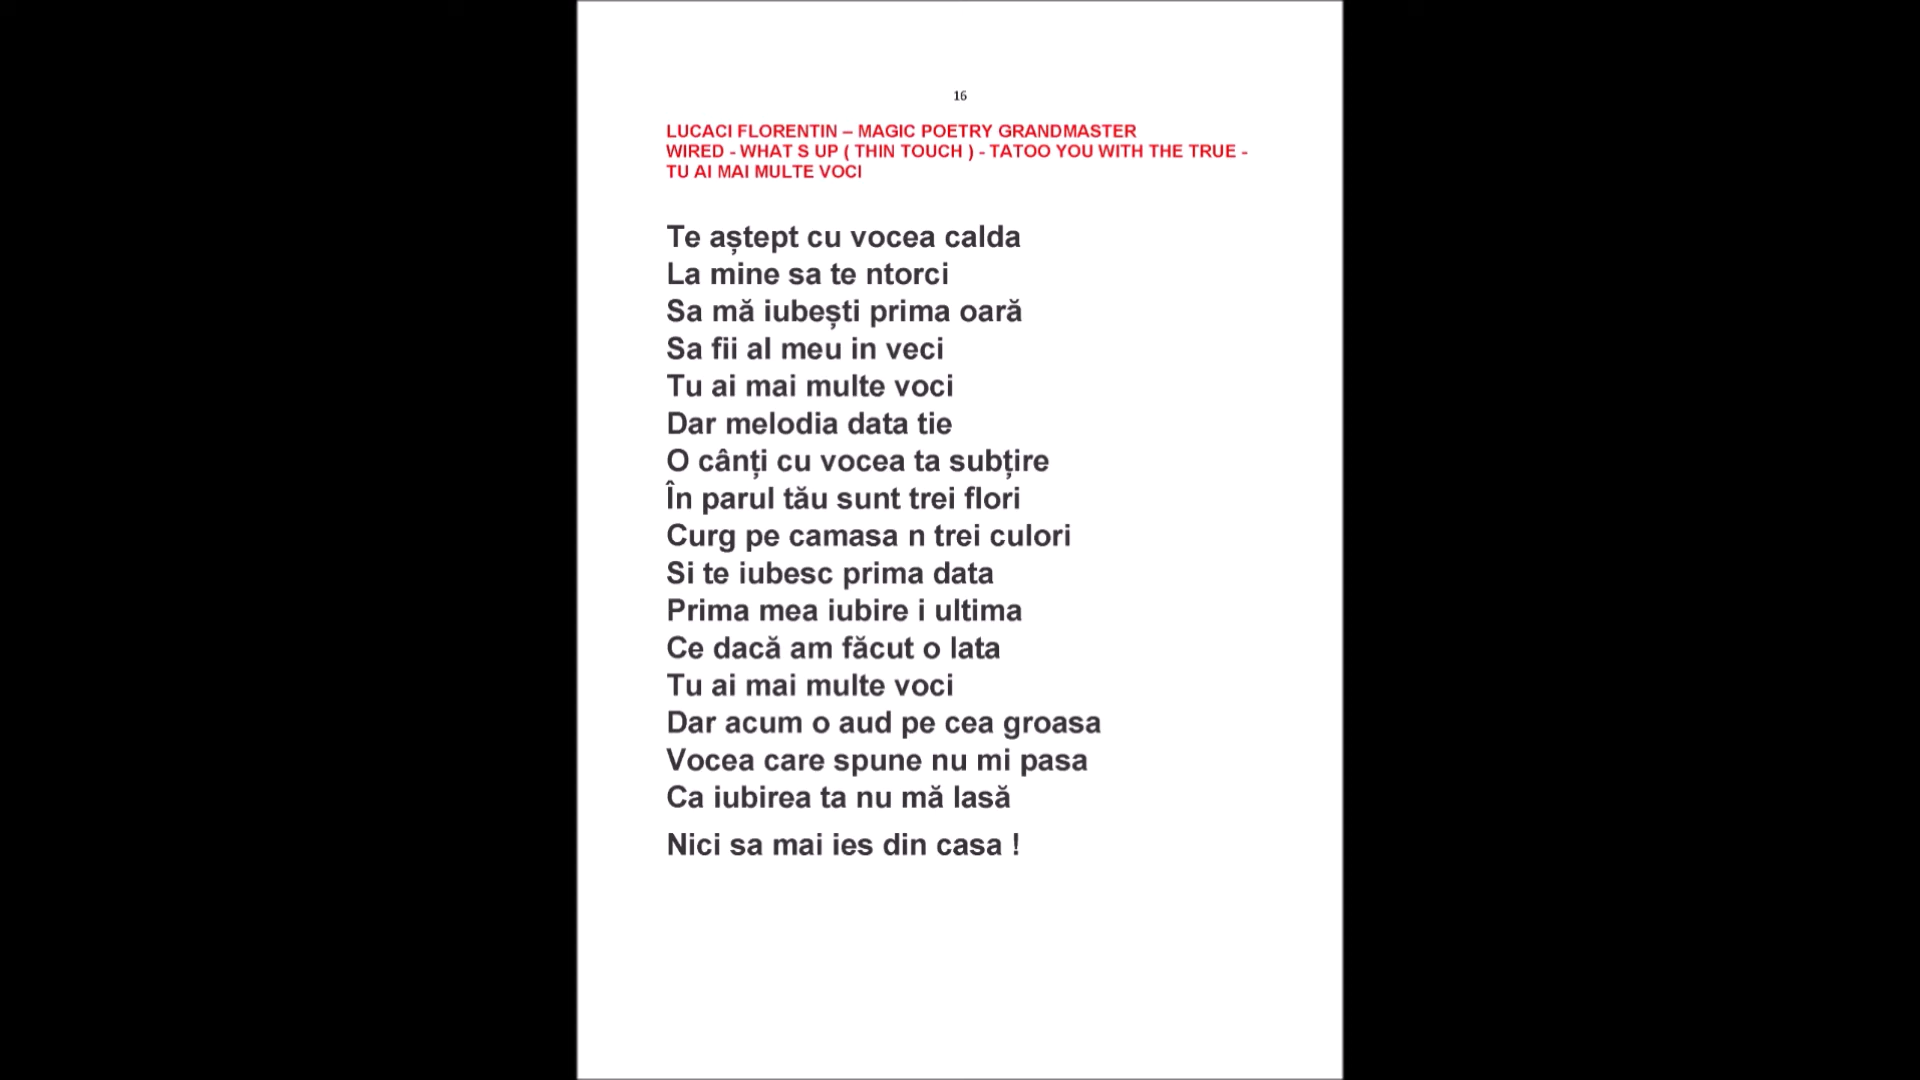 16
LUCACI FLORENTIN – MAGIC POETRY GRANDMASTER
WIRED - WHAT S UP ( THIN TOUCH ) - TATOO YOU WITH THE TRUE -
TU AI MAI MULTE VOCI
Te aștept cu vocea calda
La mine sa te ntorci
Sa mă iubești prima oară
Sa fii al meu in veci
Tu ai mai multe voci
Dar melodia data tie
O cânți cu vocea ta subțire
În parul tău sunt trei flori
Curg pe camasa n trei culori
Si te iubesc prima data
Prima mea iubire i ultima
Ce dacă am făcut o lata
Tu ai mai multe voci
Dar acum o aud pe cea groasa
Vocea care spune nu mi pasa
Ca iubirea ta nu mă lasă
Nici sa mai ies din casa !